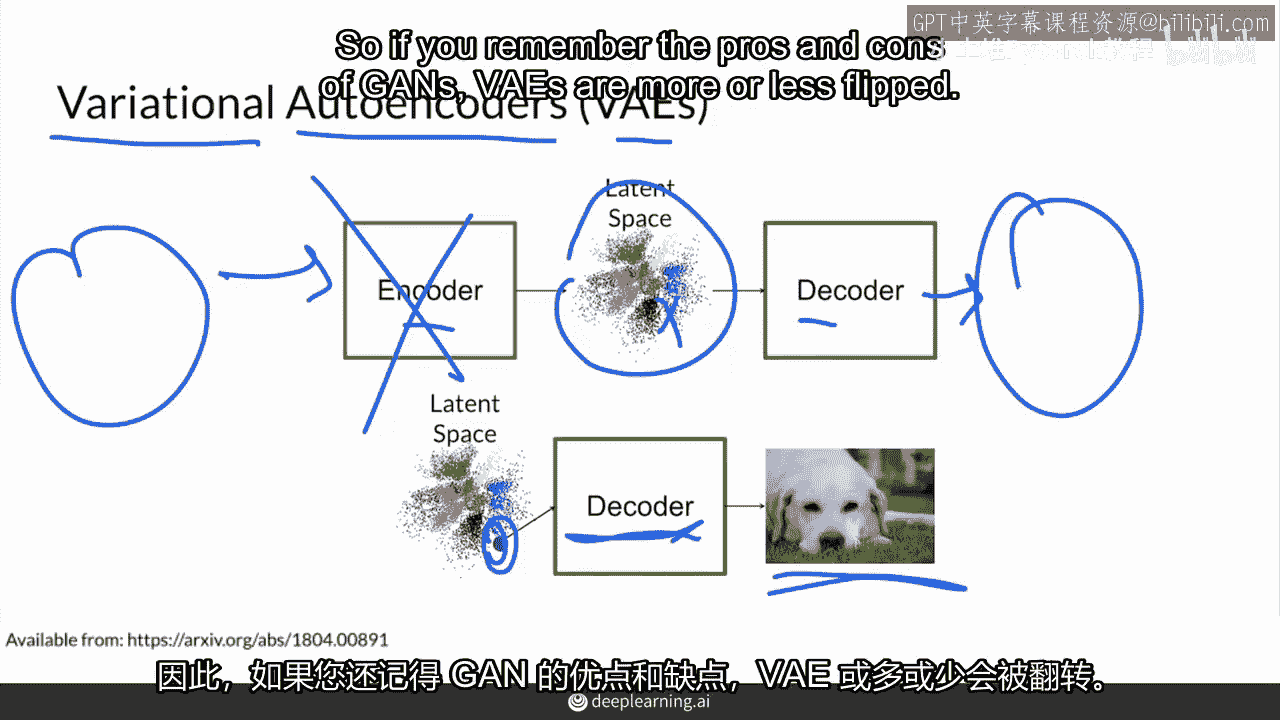 GPT中英字幕课程资源@bilibili.com
So if you remember the pros and cons
of GANs, VAEs are more or less flipped.
Variational Autoencoders (VAEs)
Latent
Space
Encoder
Decoder
Latent
Space
Decoder
Available from: https://arxiv.org/abs/1804.00891
因此，如果您还记得 GAN 的优点和缺点，VAE 或多或少会被翻转。
deeplearning.ai